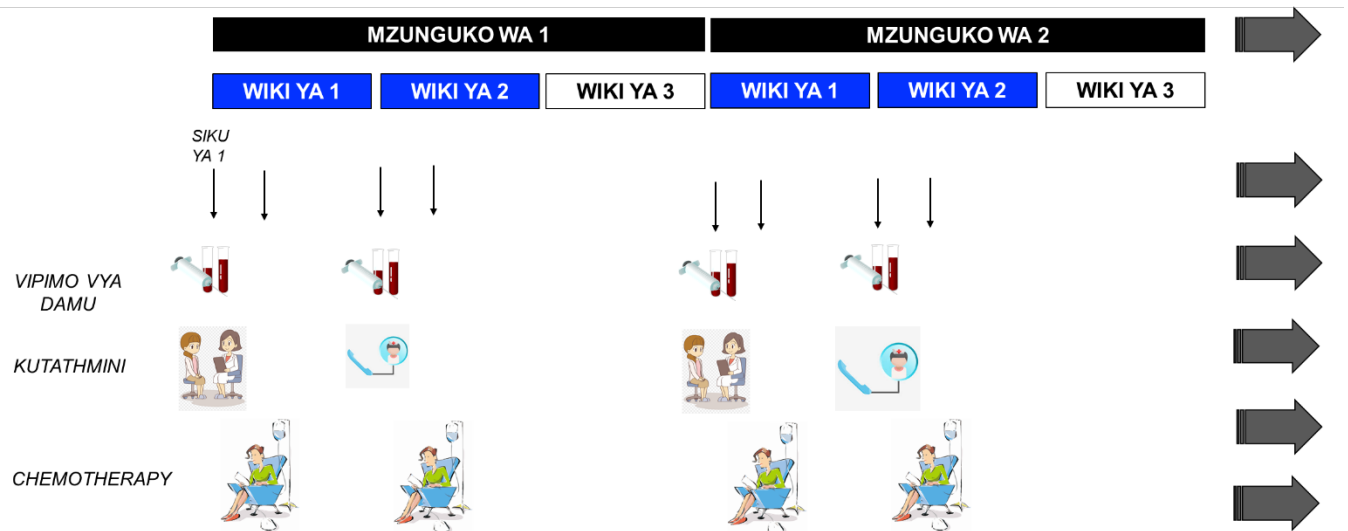 MZUNGUKO WA 1
MZUNGUKO WA 2
WIKI YA 1
WIKI YA 2
WIKI YA 3
WIKI YA 1
WIKI YA 2
WIKI YA 3
SIKU
YA 1
VIPIMO VYA
DAMU
KUTATHMINI
CHEMOTHERAPY